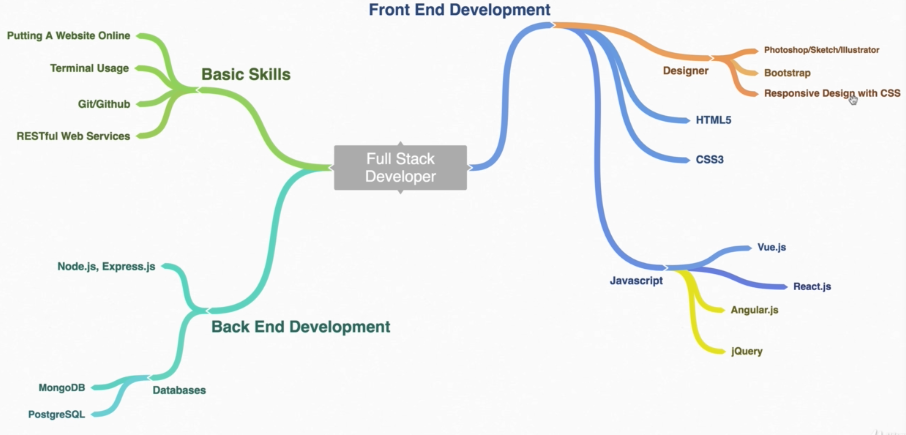 Front End Development
Putting A Website Online
Terminal Usage
Git/Github
RESTful Web Services
Basic Skills
Full Stack
Developer
Designer
Photoshop/Sketch/Illustrator
Bootstrap
Responsive Design with CSS
HTML5
CSS3
Javascript
Vue.js
React.js
Angular.js
jQuery
Node.js, Express.js
Back End Development
Databases
MongoDB
PostgreSQL